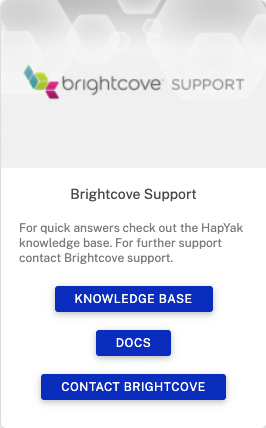 brightcove SUPPORT
Brightcove Support
For quick answers check out the HapYak
knowledge base. For further support
contact Brightcove support.
KNOWLEDGE BASE
DOCS
CONTACT BRIGHTCOVE